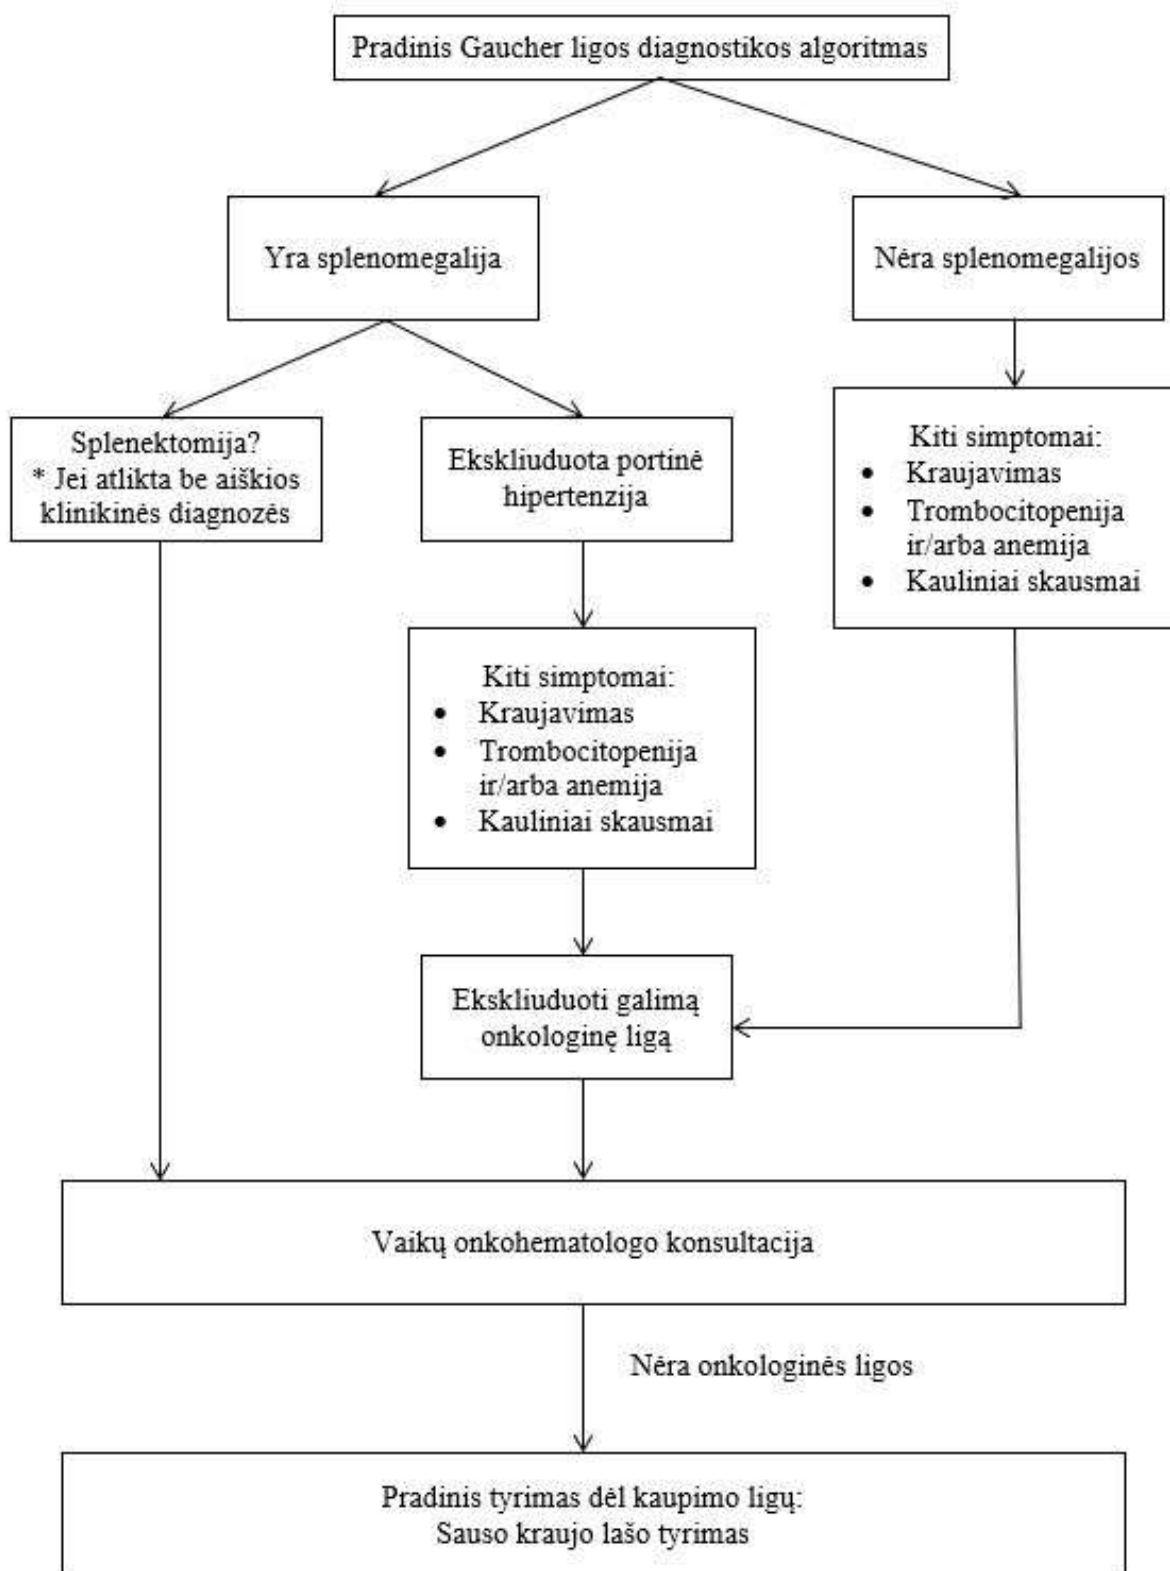 Pradinis Gaucher ligos diagnostikos algoritmas
Yra splenomegalija
Nėra splenomegalijos
Splenektomija?
* Jei atlikta be aiškios
klinikinės diagnozės
Ekskliuduota portinė
hipertenzija
Kiti simptomai:
• Kraujavimas
• Trombocitopenija
ir/arba anemija
• Kauliniai skausmai
Kiti simptomai:
• Kraujavimas
• Trombocitopenija
ir/arba anemija
• Kauliniai skausmai
Ekskliuduoti galimą
onkologinę ligą
Vaikų onkohematologo konsultacija
Nėra onkologinės ligos
Pradinis tyrimas dėl kaupimo ligų:
Sauso kraujo lašo tyrimas